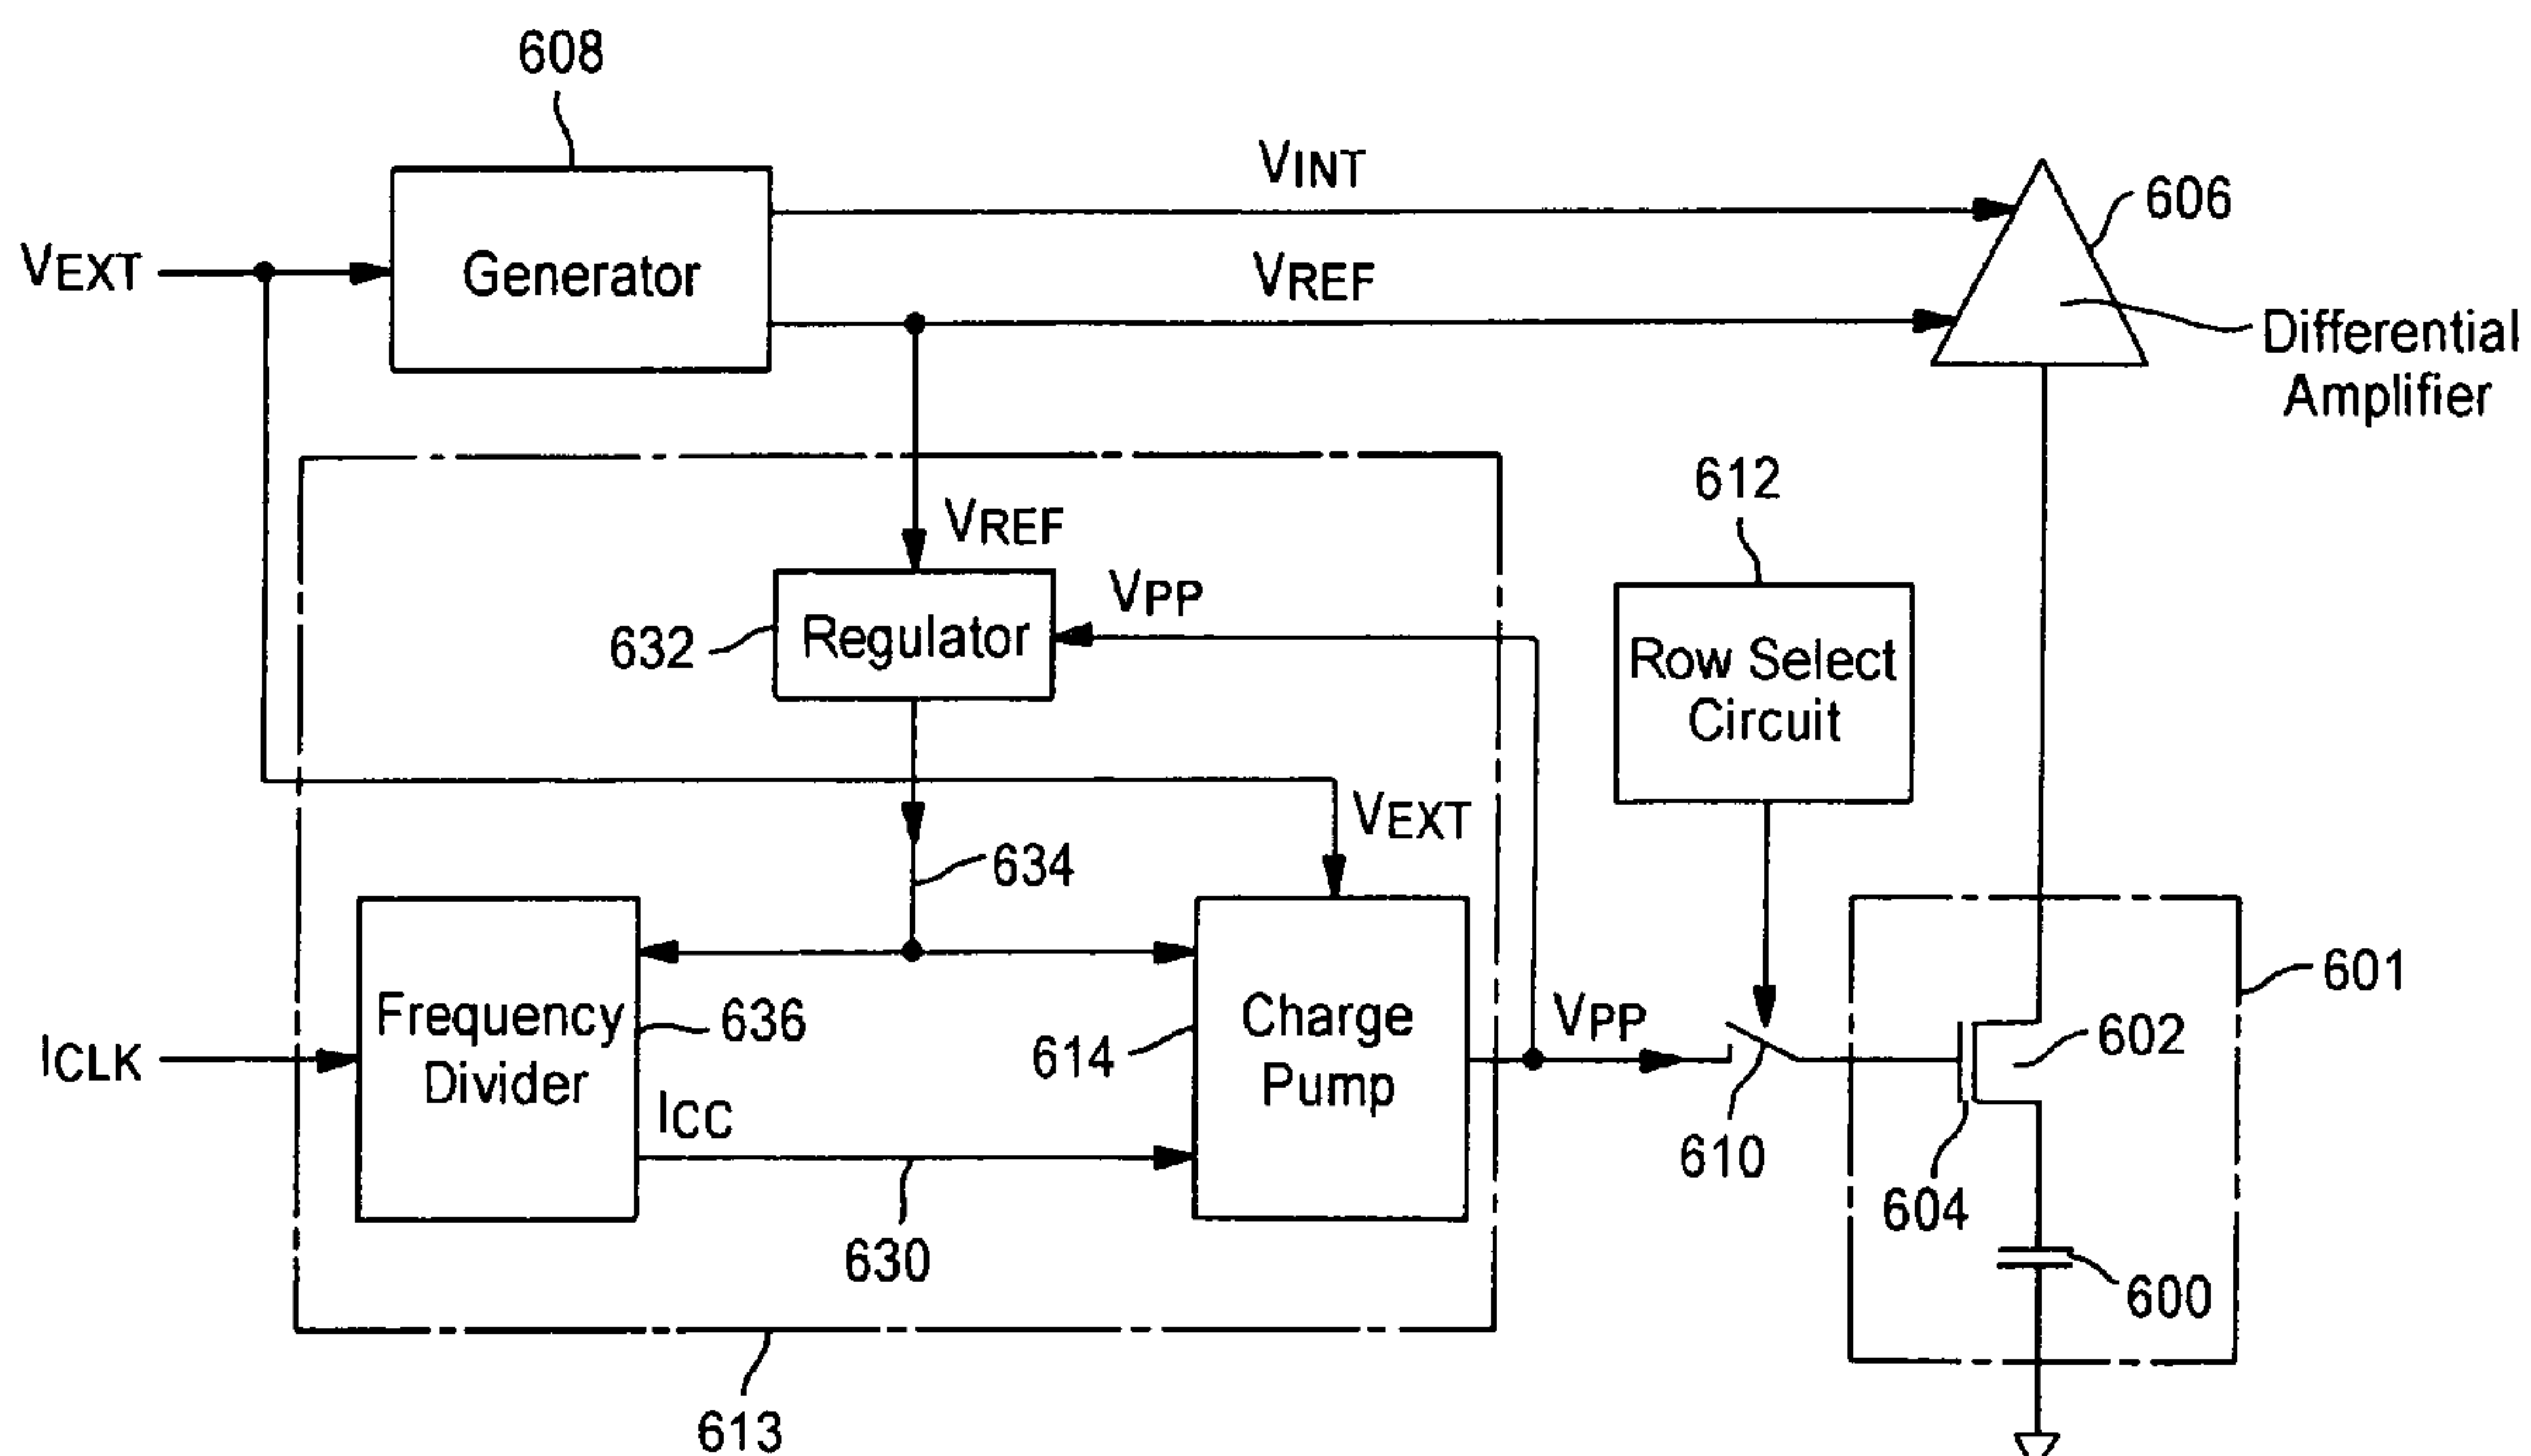 608
VINT
606
VEXT
Generator
VREF
Differential
Amplifier
612
VREF
VPP
632
Regulator
Row Select
Circuit
VEXT
634
601
Frequency
Divider
636
614
Charge
Pump
VPP
602
ICLK
ICC
610
604
630
600
613